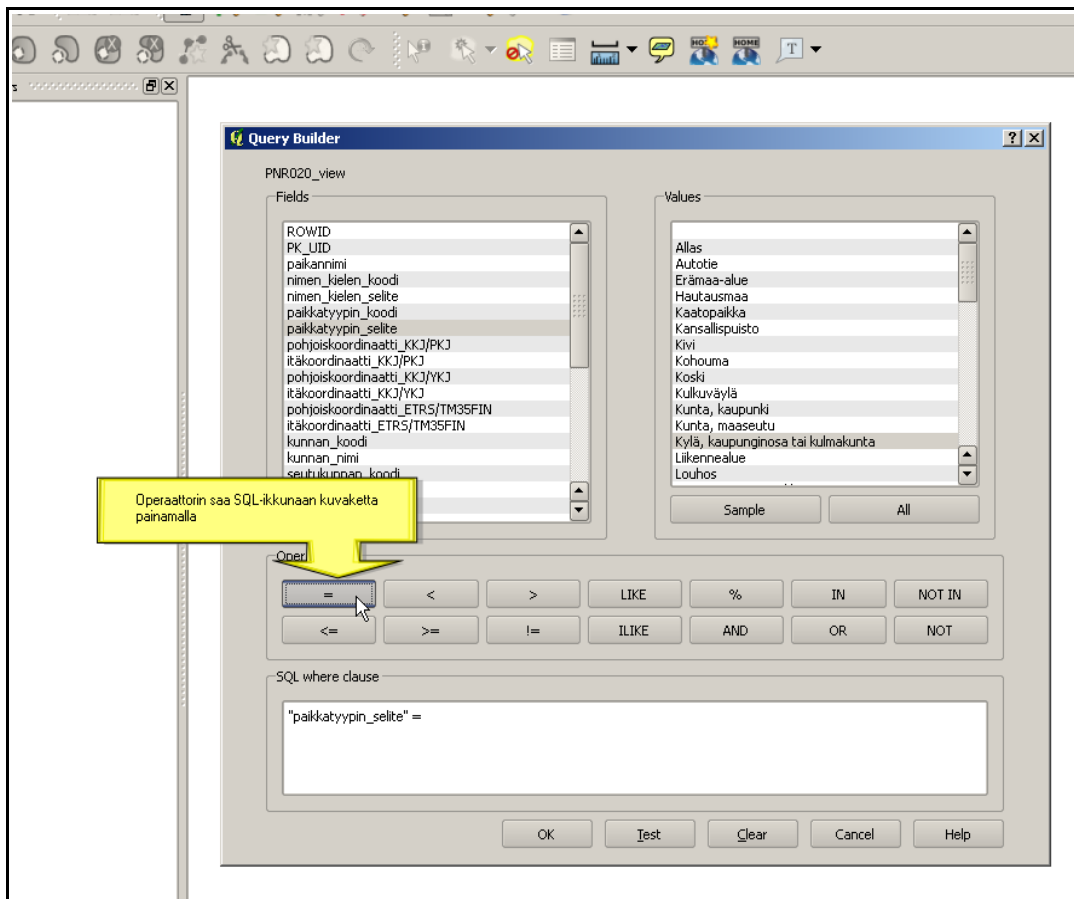 HOME
T
s
Query Builder
PNR020_view
Fields
ROWID
PK_UID
paikannimi
nimen_kielen_koodi
nimen_kielen_selite
paikkatyypin_koodi
paikkatyypin_selite
pohjoiskoordinaatti_KKJ/PKJ
itäkoordinaatti_KKJ/PKJ
pohjoiskoordinaatti_KKJ/YKJ
itäkoordinaatti_KKJ/YKJ
pohjoiskoordinaatti_ETRS/TM35FIN
itäkoordinaatti_ETRS/TM35FIN
kunnan_koodi
kunnan_nimi
seutukunnan_koodi
Values
Allas
Autotie
Erämaa-alue
Hautausmaa
Kaatopaikka
Kansallispuisto
Kivi
Kohouma
Koski
Kulkuväylä
Kunta, kaupunki
Kunta, maaseutu
Kylä, kaupunginosa tai kulmakunta
Liikennealue
Louhos
Sample All
Operaattorin saa SQL-ikkunaan kuvaketta
painamalla
Oper
= < > LIKE % IN NOT IN
<= >= != ILIKE AND OR NOT
SQL where clause
"paikkatyypin_selite" =
OK Test Clear Cancel Help